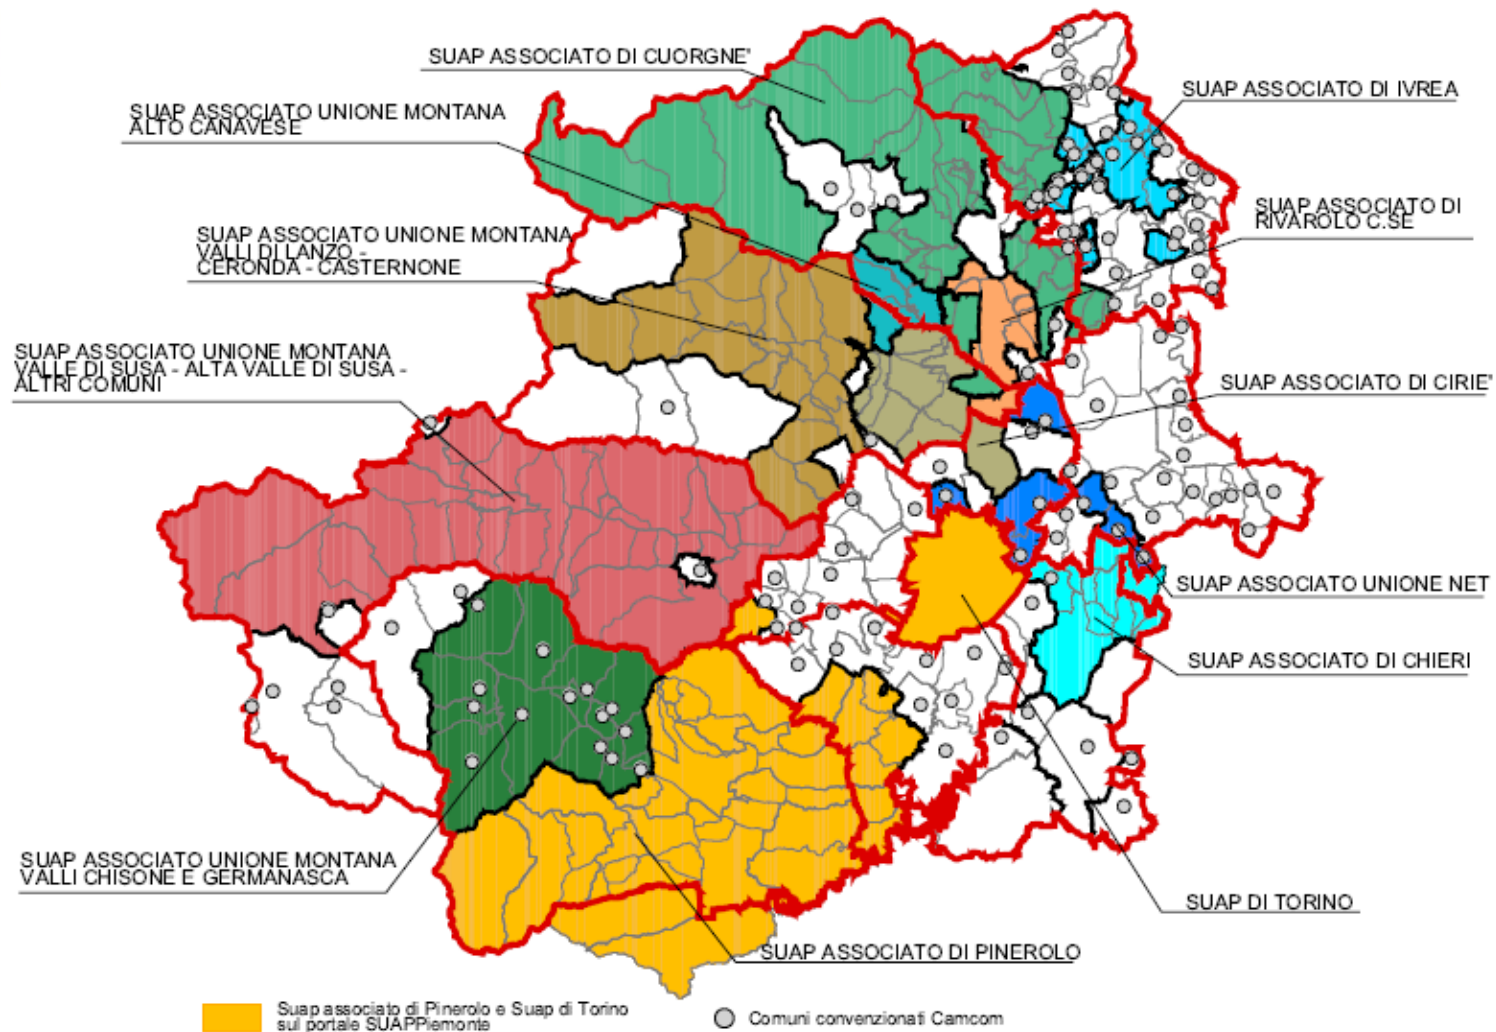 SUAP ASSOCIATO DI CUORGNE'
SUAP ASSOCIATO DI IVREA
SUAP ASSOCIATO UNIONE MONTANA
ALTO CANAVESE
SUAP ASSOCIATO DI
RIVAROLO C.SE
SUAP ASSOCIATO UNIONE MONTANA
VALLI DI LANZO -
CERONDA - CASTERNONE
SUAP ASSOCIATO UNIONE MONTANA
VALLE DI SUSA - ALTA VALLE DI SUSA -
ALTRI COMUNI
SUAP ASSOCIATO DI CIRIE'
SUAP ASSOCIATO UNIONE NET
SUAP ASSOCIATO DI CHIERI
SUAP ASSOCIATO UNIONE MONTANA
VALLI CHISONE E GERMANASCA
SUAP DI TORINO
SUAP ASSOCIATO DI PINEROLO
Suap associato di Pinerolo e Suap di Torino
sul portale SUAPPiemonte
Comuni convenzionati Camcom